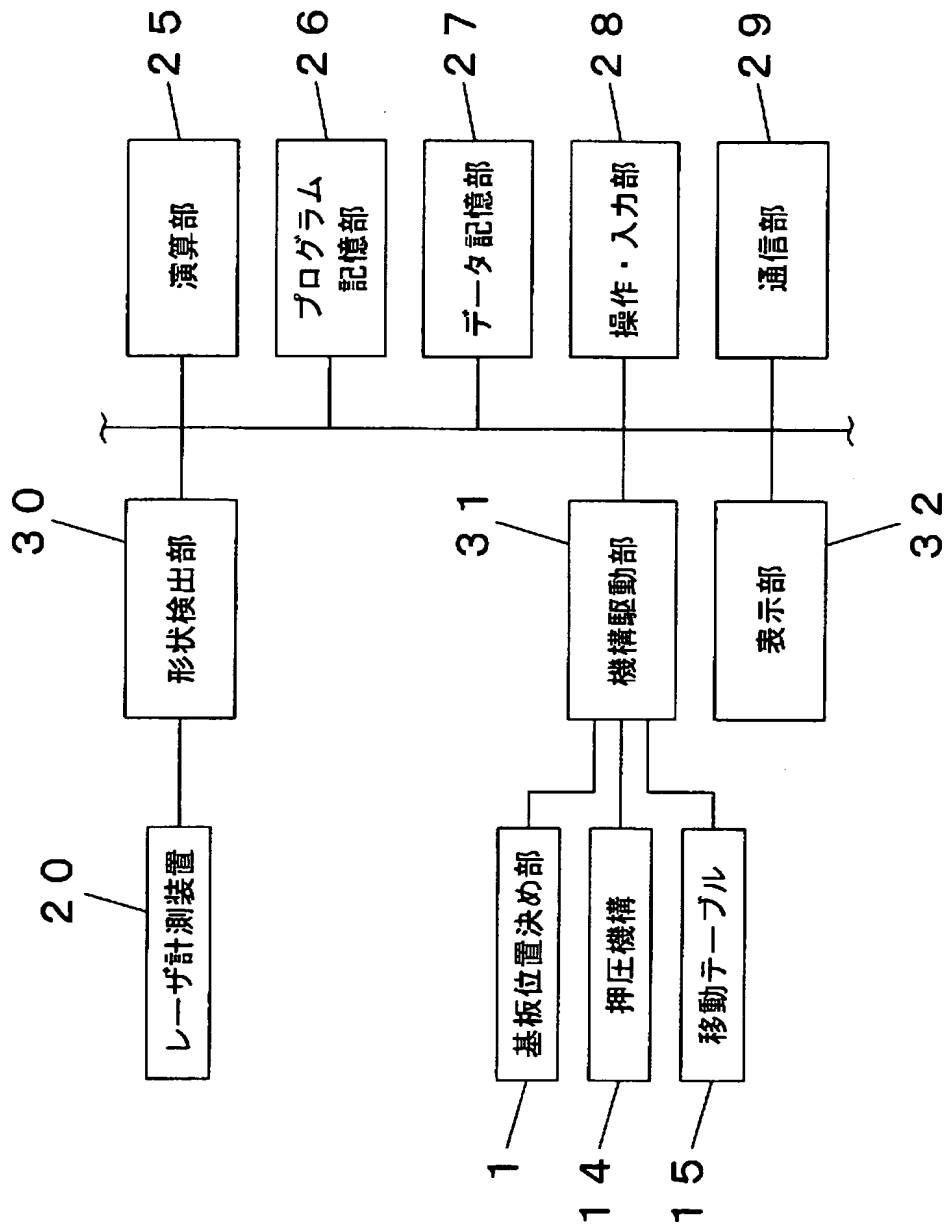 ２５
演算部
２６
プログラム
記憶部
２７
データ記憶部
２８
操作・入力部
２９
通信部
３０
形状検出部
３１
機構駆動部
３２
表示部
２０
レーザ計測装置
１
基板位置決め部
１４
押圧機構
１５
移動テーブル